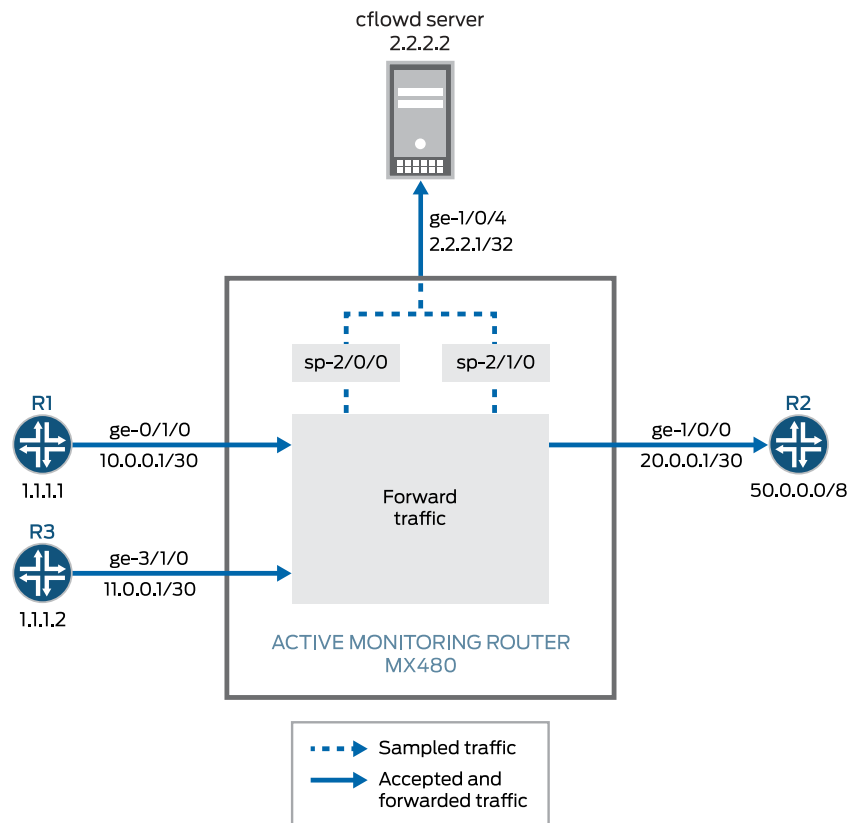 cflowd server
2.2.2.2
ge-1/0/4
2.2.2.1/32
sp-2/0/0
sp-2/1/0
R1
ge-0/1/0
10.0.0.1/30
1.1.1.1
R3
ge-3/1/0
11.0.0.1/30
1.1.1.2
Forward
traffic
ge-1/0/0
20.0.0.1/30
R2
50.0.0.0/8
ACTIVE MONITORING ROUTER
MX480
Sampled traffic
Accepted and
forwarded traffic